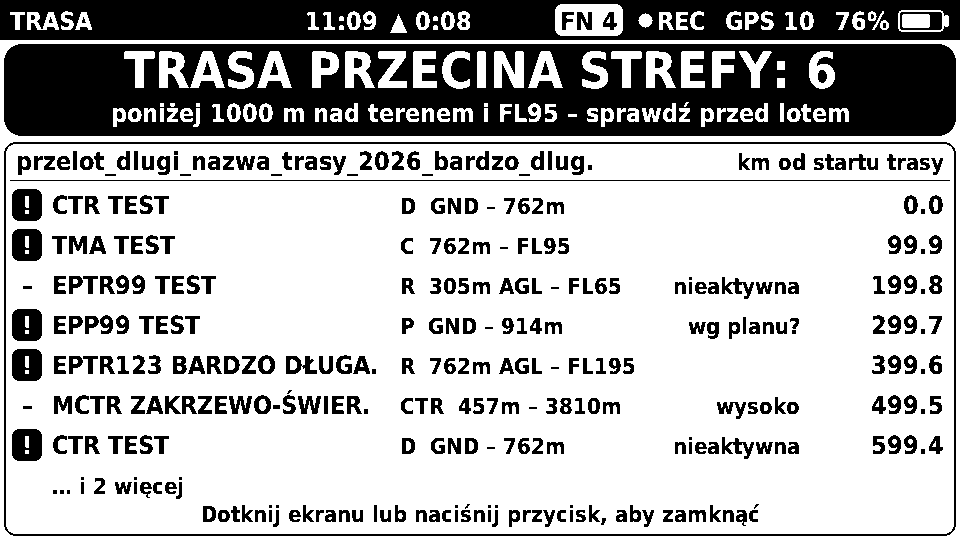 TRASA 11:09 ▲ 0:08 FN 4 ●REC GPS 10 76%
TRASA PRZECINA STREFY: 6
poniżej 1000 m nad terenem i FL95 – sprawdź przed lotem
przelot_dlugi_nazwa_trasy_2026_bardzo_dlug. km od startu trasy
! CTR TEST D GND – 762m 0.0
! TMA TEST C 762m – FL95 99.9
– EPTR99 TEST R 305m AGL – FL65 nieaktywna 199.8
! EPP99 TEST P GND – 914m wg planu? 299.7
! EPTR123 BARDZO DŁUGA. R 762m AGL – FL195 399.6
– MCTR ZAKRZEWO-ŚWIER. CTR 457m – 3810m wysoko 499.5
! CTR TEST D GND – 762m nieaktywna 599.4
... i 2 więcej
Dotknij ekranu lub naciśnij przycisk, aby zamknąć